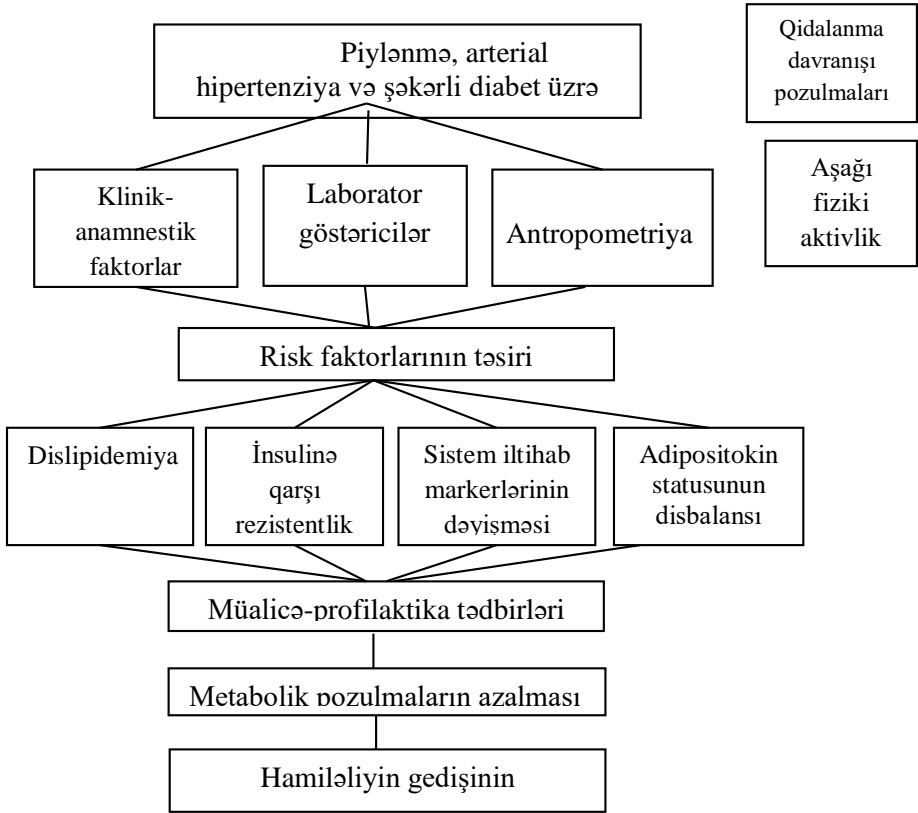 Piylənmə, arterial
hipertenziya və şəkərli diabet üzrə
Qidalanma
davranışı
pozulmaları
Klinik-
anamnestik
faktorlar
Laborator
göstəricilər
Antropometriya
Aşağı
fiziki
aktivlik
Risk faktorlarının təsiri
Dislipidemiya
İnsulinə
qarşı
rezistentlik
Sistem iltihab
markerlərinin
dəyişməsi
Adipositokin
statusunun
disbalansı
Müalicə-profilaktika tədbirləri
Metabolik pozulmaların azalması
Hamiləliyin gedişinin